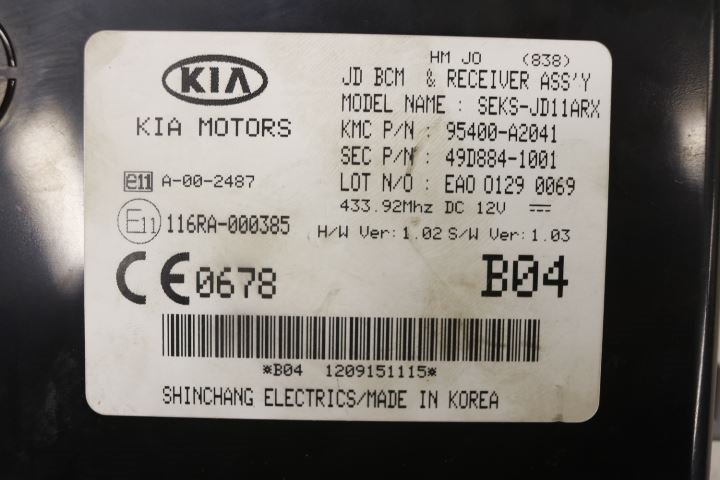 HM JO (838)
KIA
JD BCM & RECEIVER ASS'Y
MODEL NAME : SEKS-JD11ARX
KIA MOTORS
KMC P/N : 95400-A2041
SEC P/N : 49D884-1001
e11 A-00-2487
LOT N/O : EAO 0129 0069
433.92Mhz DC 12V
E11 116RA-000385
H/W Ver: 1.02 S/W Ver: 1.03
CE 0678
B04
*B04 1209151115*
SHINCHANG ELECTRICS/MADE IN KOREA